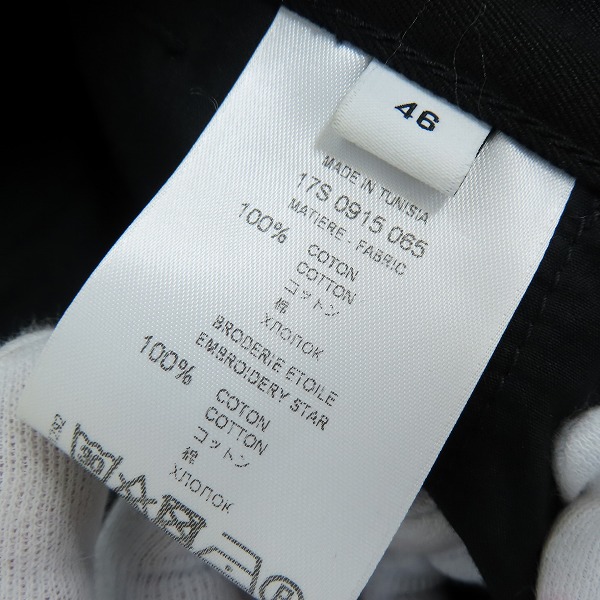 46
MADE IN TUNISIA
17S 0915 065
MATIERE - FABRIC
100% COTON
COTTON
コットン
棉
ХЛОПОК
BRODERIE ETOILE
EMBROIDERY STAR
100% COTON
COTTON
コットン
棉
ХЛОПОК
30